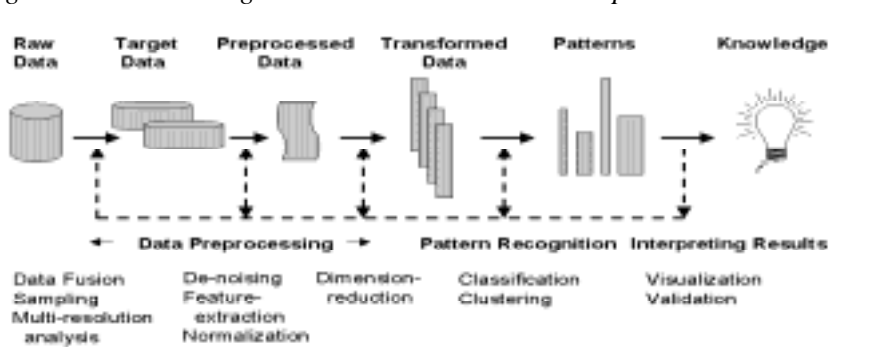 Raw Data
Target Data
Preprocessed Data
Transformed Data
Patterns
Knowledge
Data Preprocessing
Pattern Recognition
Interpreting Results
Data Fusion
Sampling
Multi-resolution
analysis
De-noising
Feature-
extraction
Normalization
Dimension-
reduction
Classification
Clustering
Visualization
Validation